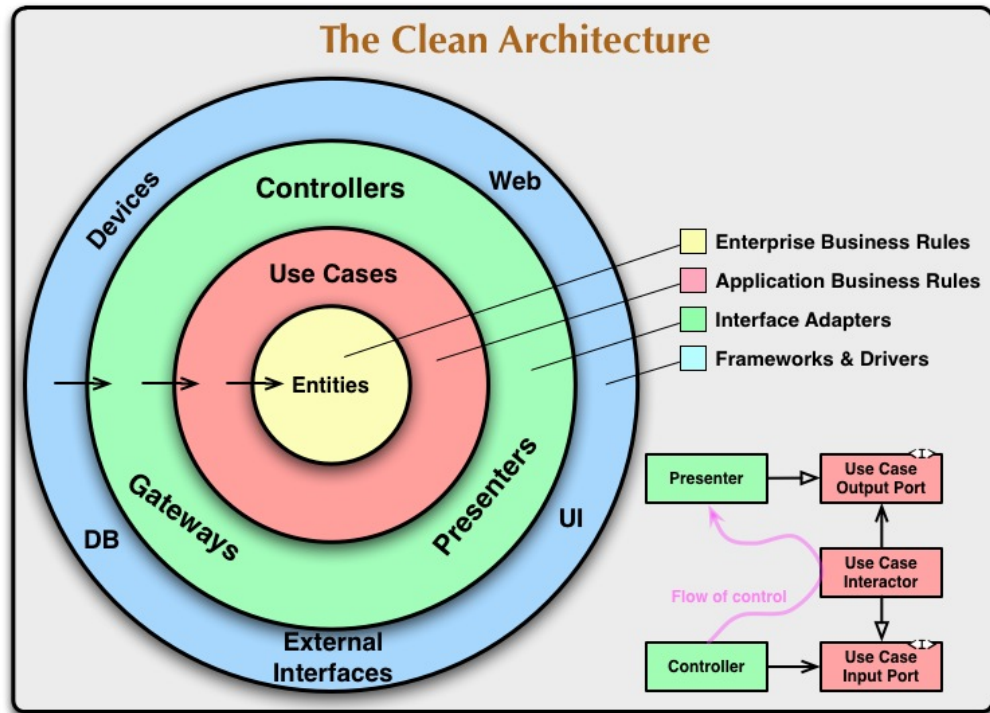 The Clean Architecture
Devices
Web
Controllers
Use Cases
Entities
Gateways
Presenters
DB
UI
External
Interfaces
Enterprise Business Rules
Application Business Rules
Interface Adapters
Frameworks & Drivers
Presenter
<I>
Use Case
Output Port
Flow of control
Use Case
Interactor
Controller
<I>
Use Case
Input Port